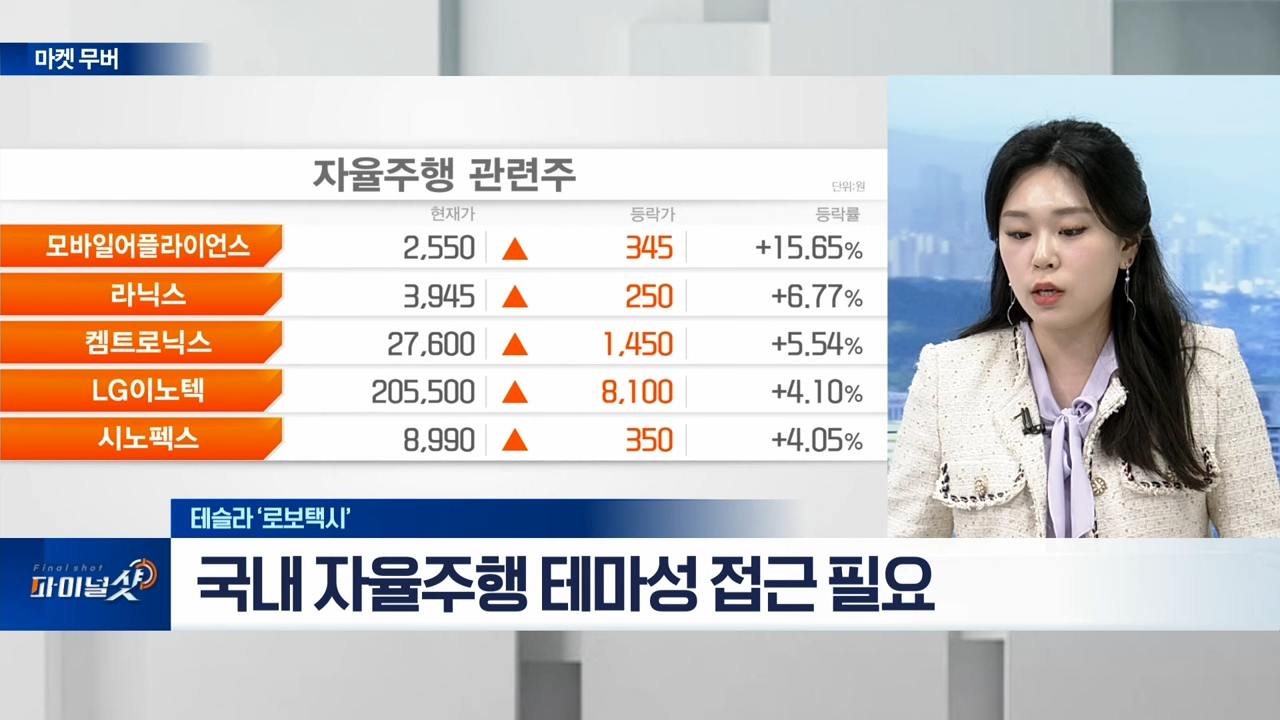 마켓 무버
자율주행 관련주
단위:원
현재가 등락가 등락률
모바일어플라이언스 2,550 ▲ 345 +15.65%
라닉스 3,945 ▲ 250 +6.77%
켐트로닉스 27,600 ▲ 1,450 +5.54%
LG이노텍 205,500 ▲ 8,100 +4.10%
시노펙스 8,990 ▲ 350 +4.05%
테슬라 ‘로보택시’
Final shot
파이널샷
국내 자율주행 테마성 접근 필요